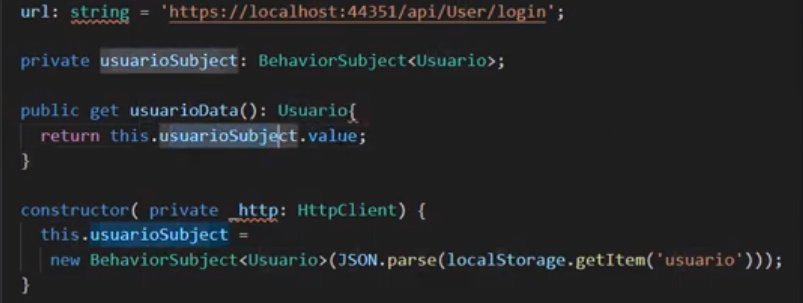 url: string = 'https://localhost:44351/api/User/login';
private usuarioSubject: BehaviorSubject<Usuario>;
public get usuarioData(): Usuario{
return this.usuarioSubject.value;
}
constructor( private _http: HttpClient) {
this.usuarioSubject =
new BehaviorSubject<Usuario>(JSON.parse(localStorage.getItem('usuario')));
}